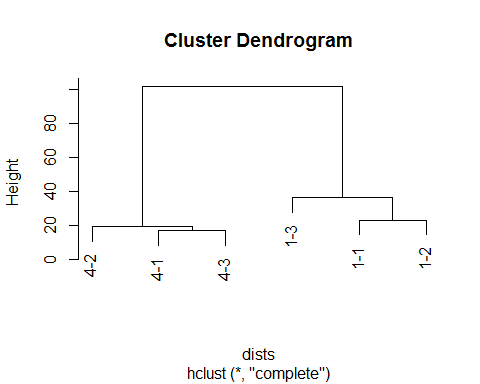 Cluster Dendrogram
Height
80
60
40
20
0
4-2
4-1
4-3
1-3
1-1
1-2
dists
hclust (*, "complete")